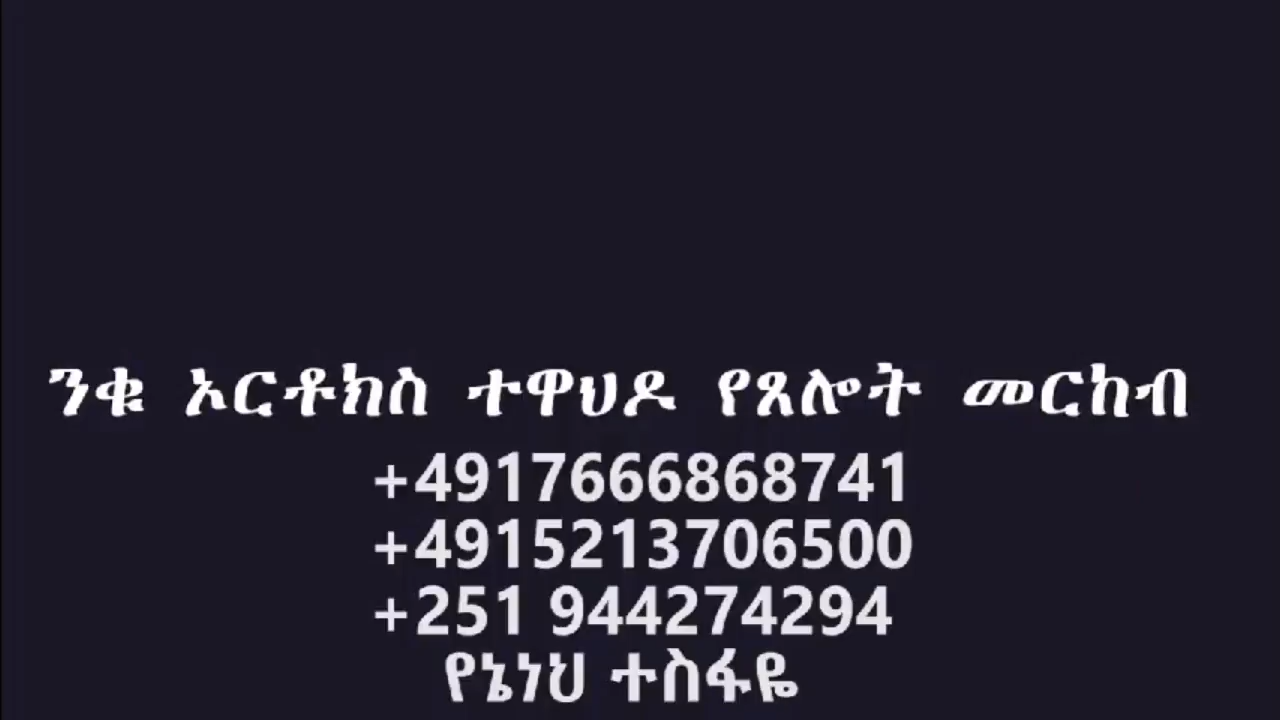 ንቁ ኦርቶክስ ተዋህዶ የጸሎት መርከብ
+4917666868741
+4915213706500
+251 944274294
የኔነህ ተስፋዬ